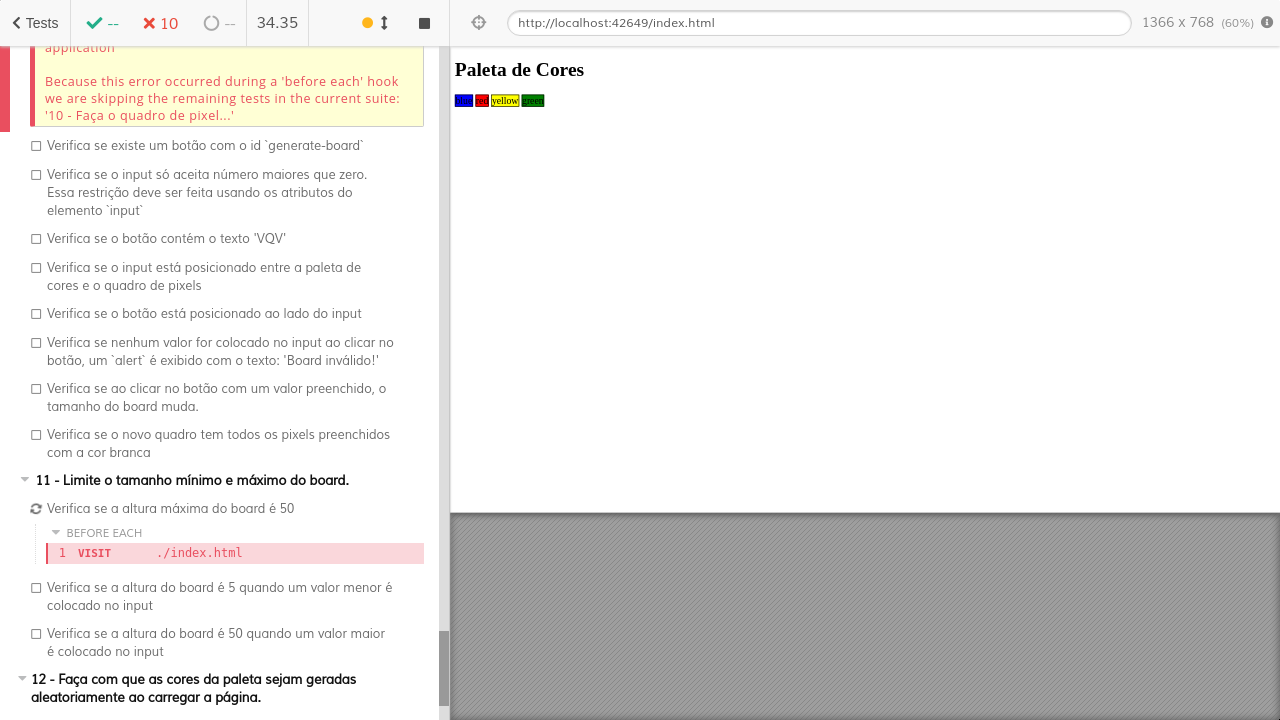 Tests
--
10
--
34.35
http://localhost:42649/index.html
1366 x 768 (60%)
application
Because this error occurred during a 'before each' hook
we are skipping the remaining tests in the current suite:
'10 - Faça o quadro de pixel...'
Verifica se existe um botão com o id `generate-board`
Verifica se o input só aceita número maiores que zero.
Essa restrição deve ser feita usando os atributos do
elemento `input`
Verifica se o botão contém o texto 'VQV'
Verifica se o input está posicionado entre a paleta de
cores e o quadro de pixels
Verifica se o botão está posicionado ao lado do input
Verifica se nenhum valor for colocado no input ao clicar no
botão, um `alert` é exibido com o texto: 'Board inválido!'
Verifica se ao clicar no botão com um valor preenchido, o
tamanho do board muda.
Verifica se o novo quadro tem todos os pixels preenchidos
com a cor branca
11 - Limite o tamanho mínimo e máximo do board.
Verifica se a altura máxima do board é 50
BEFORE EACH
1 VISIT ./index.html
Verifica se a altura do board é 5 quando um valor menor é
colocado no input
Verifica se a altura do board é 50 quando um valor maior
é colocado no input
12 - Faça com que as cores da paleta sejam geradas
aleatoriamente ao carregar a página.
Paleta de Cores
red yellow green